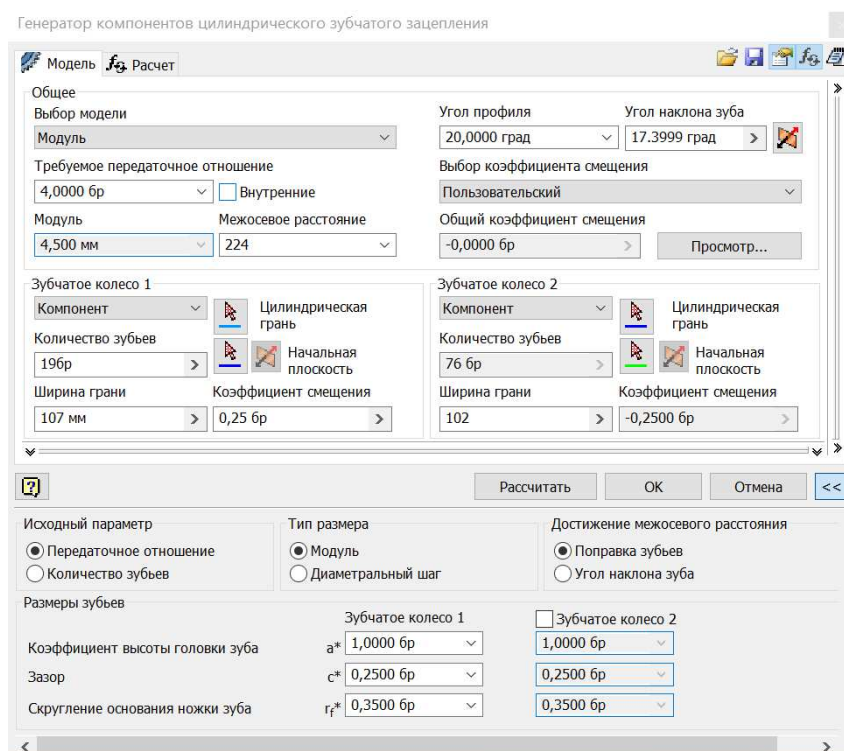 Генератор компонентов цилиндрического зубчатого зацепления
Модель fg Расчет
Общее
Выбор модели
Модуль
Угол профиля Угол наклона зуба
20,0000 град 17.3999 град >
Требуемое передаточное отношение
4,0000 бр Внутренние
Выбор коэффициента смещения
Пользовательский
Модуль Межосевое расстояние
4,500 мм 224
Общий коэффициент смещения
-0,0000 бр > Просмотр...
Зубчатое колесо 1
Компонент
Цилиндрическая
грань
Количество зубьев
19бр >
Начальная
плоскость
Ширина грани Коэффициент смещения
107 мм > 0,25 бр >
Зубчатое колесо 2
Компонент
Цилиндрическая
грань
Количество зубьев
76 бр >
Начальная
плоскость
Ширина грани Коэффициент смещения
102 > -0,2500 бр >
? Рассчитать ОК Отмена <<
Исходный параметр
Передаточное отношение
Количество зубьев
Тип размера
Модуль
Диаметральный шаг
Достижение межосевого расстояния
Поправка зубьев
Угол наклона зуба
Размеры зубьев
Зубчатое колесо 1 Зубчатое колесо 2
Коэффициент высоты головки зуба a* 1,0000 бр 1,0000 бр
Зазор c* 0,2500 бр 0,2500 бр
Скругление основания ножки зуба rf* 0,3500 бр 0,3500 бр